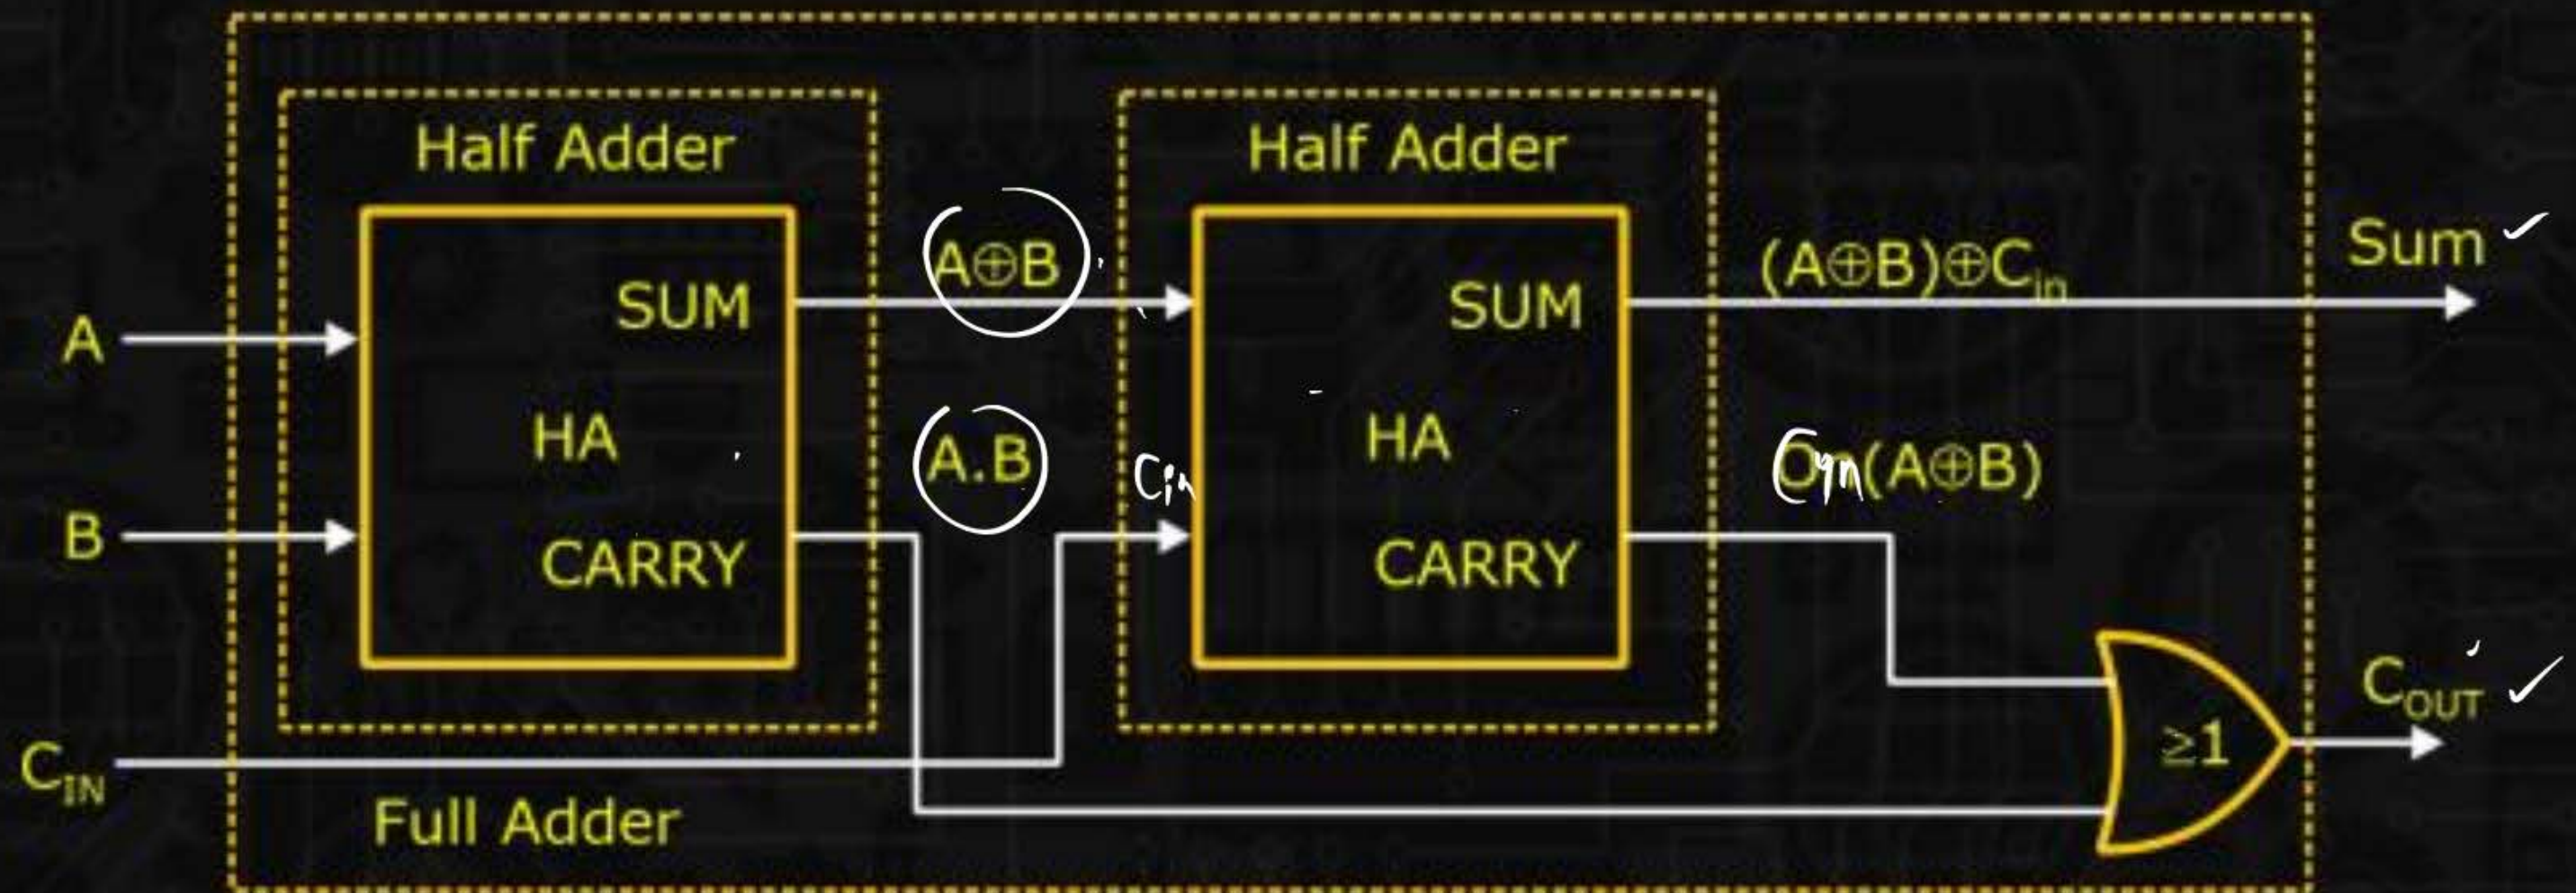 Half Adder
Half Adder
A⊕B
(A⊕B)⊕Cin
Sum
SUM
SUM
A
HA
A.B
Cin
HA
(A⊕B)
B
CARRY
CARRY
COUT
≥1
CIN
Full Adder